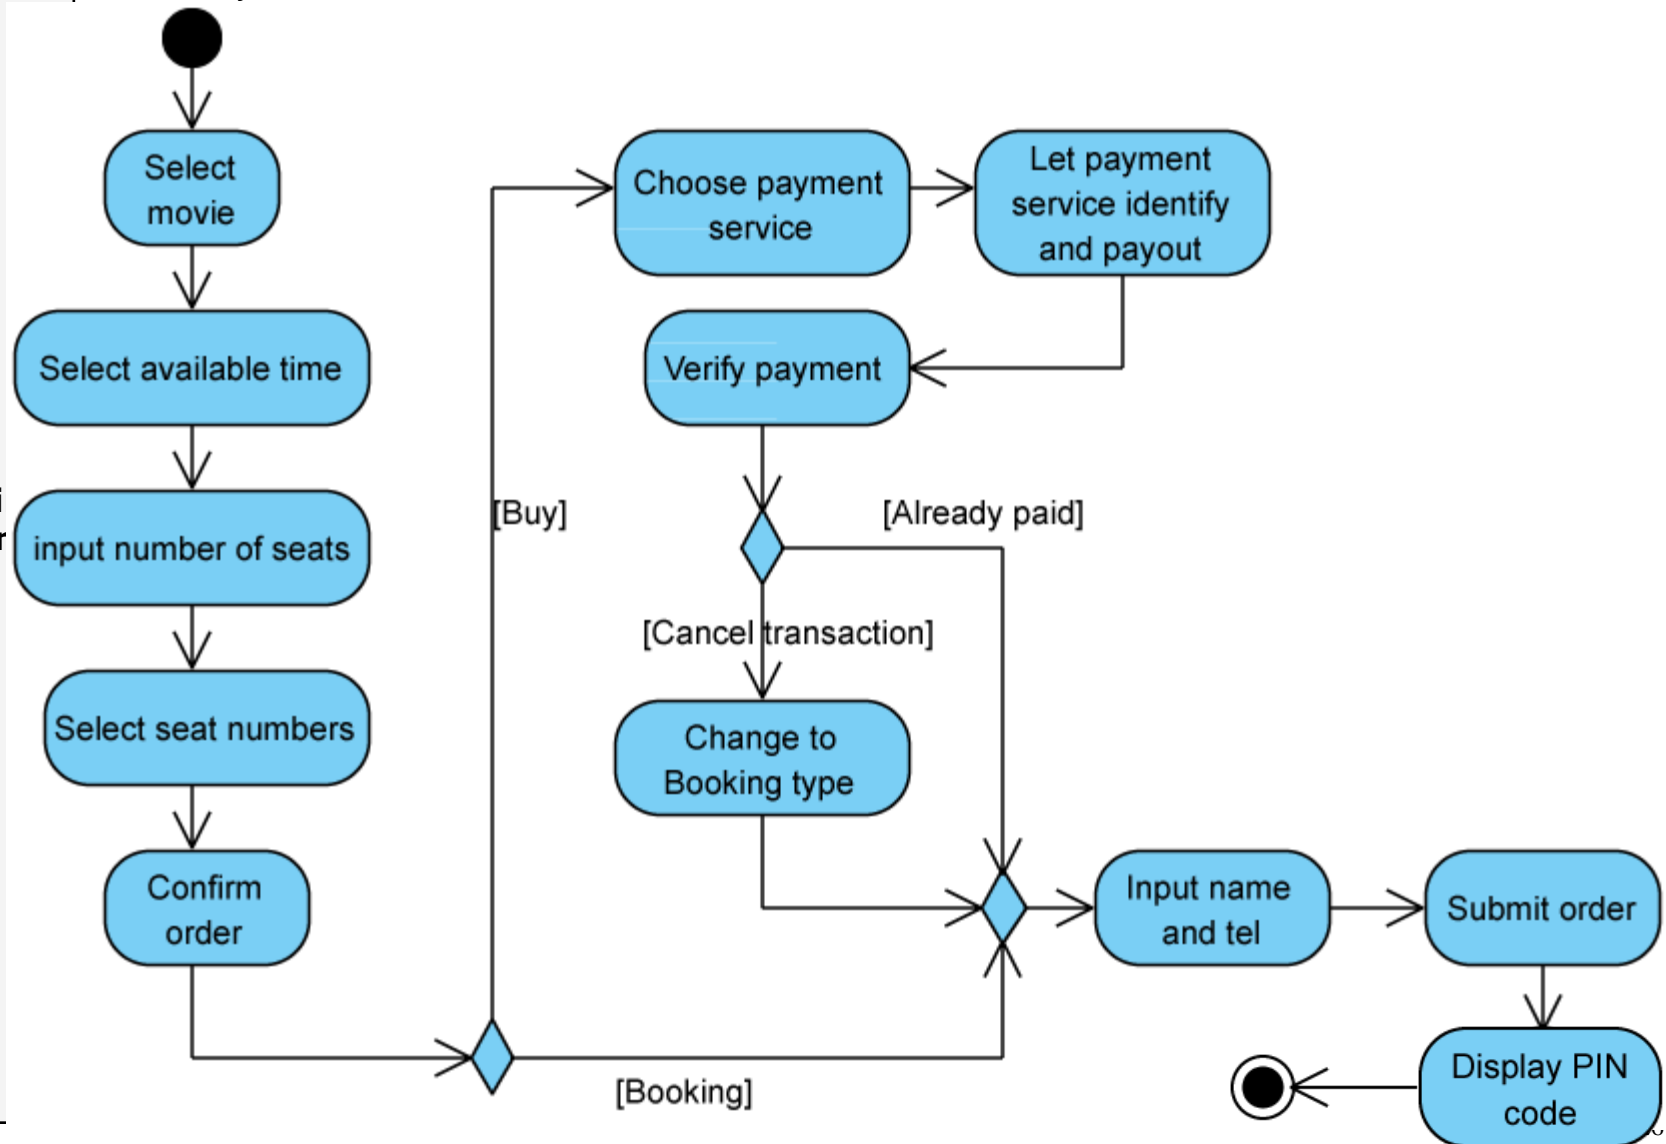 Select
movie
Select available time
input number of seats
Select seat numbers
Confirm
order
[Buy]
[Booking]
Choose payment
service
Let payment
service identify
and payout
Verify payment
[Already paid]
[Cancel transaction]
Change to
Booking type
Input name
and tel
Submit order
Display PIN
code